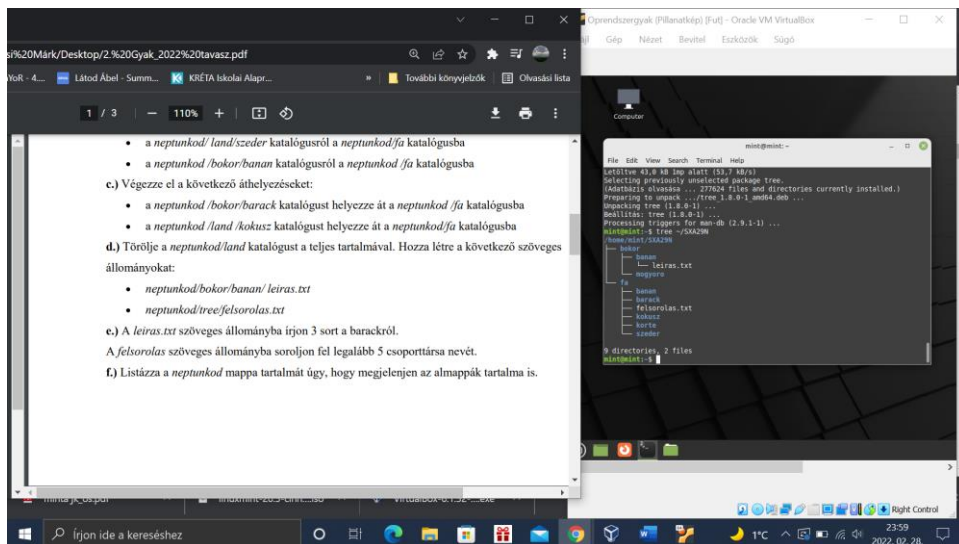 Oprendszergyak (Pillanatkép) [Fut] - Oracle VM VirtualBox
si%20Márk/Desktop/2.%20Gyak_2022%20tavasz.pdf
Gép Nézet Bevitel Eszközök Súgó
YoR - 4.... Látod Ábel - Summ... KRÉTA Iskolai Alapr... » További könyvjelzők Olvasási lista
1 / 3 — 110% +
Computer
• a neptunkod/ land/szeder katalógusról a neptunkod/fa katalógusba
• a neptunkod /bokor/banan katalógusról a neptunkod /fa katalógusba
c.) Végezze el a következő áthelyezéseket:
• a neptunkod /bokor/barack katalógust helyezze át a neptunkod /fa katalógusba
• a neptunkod /land /kokusz katalógust helyezze át a neptunkod/fa katalógusba
d.) Törölje a neptunkod/land katalógust a teljes tartalmával. Hozza létre a következő szöveges
állományokat:
• neptunkod/bokor/banan/ leiras.txt
• neptunkod/tree/felsorolas.txt
e.) A leiras.txt szöveges állományba írjon 3 sort a barackról.
A felsorolas szöveges állományba soroljon fel legalább 5 csoporttársa nevét.
f.) Listázza a neptunkod mappa tartalmát úgy, hogy megjelenjen az almappák tartalma is.
mint@mint: ~
File Edit View Search Terminal Help
Letöltve 43,0 kB 1mp alatt (53,7 kB/s)
Selecting previously unselected package tree.
(Adatbázis olvasása ... 277624 files and directories currently installed.)
Preparing to unpack .../tree_1.8.0-1_amd64.deb ...
Unpacking tree (1.8.0-1) ...
Beállítás: tree (1.8.0-1) ...
Processing triggers for man-db (2.9.1-1) ...
mint@mint:~$ tree ~/SXA29N
/home/mint/SXA29N
├── bokor
│   ├── banan
│   │   └── leiras.txt
│   └── mogyoro
└── fa
├── banan
├── barack
├── felsorolas.txt
├── kokusz
├── korte
└── szeder
9 directories, 2 files
mint@mint:~$
Right Control
Írjon ide a kereséshez
1°C
23:59
2022. 02. 28.